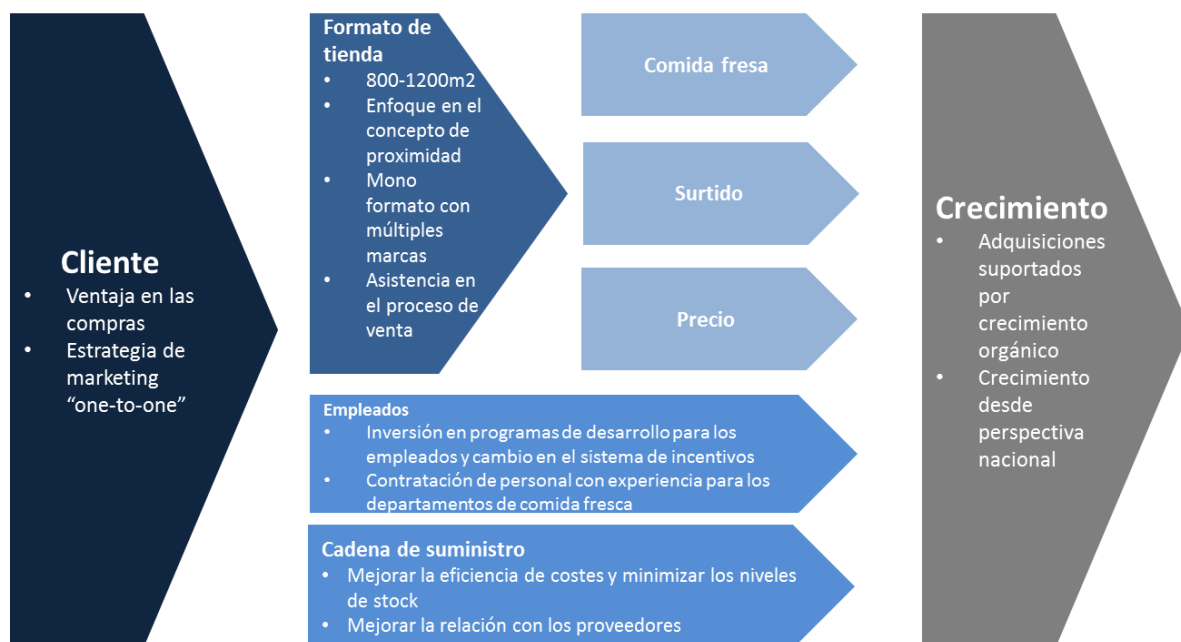 Cliente
• Ventaja en las
compras
• Estrategia de
marketing
“one-to-one”
Formato de
tienda
• 800-1200m2
• Enfoque en el
concepto de
proximidad
• Mono
formato con
múltiples
marcas
• Asistencia en
el proceso de
venta
Comida fresa
Surtido
Precio
Empleados
• Inversión en programas de desarrollo para los
empleados y cambio en el sistema de incentivos
• Contratación de personal con experiencia para los
departamentos de comida fresca
Cadena de suministro
• Mejorar la eficiencia de costes y minimizar los niveles
de stock
• Mejorar la relación con los proveedores
Crecimiento
• Adquisiciones
suportados
por
crecimiento
orgánico
• Crecimiento
desde
perspectiva
nacional